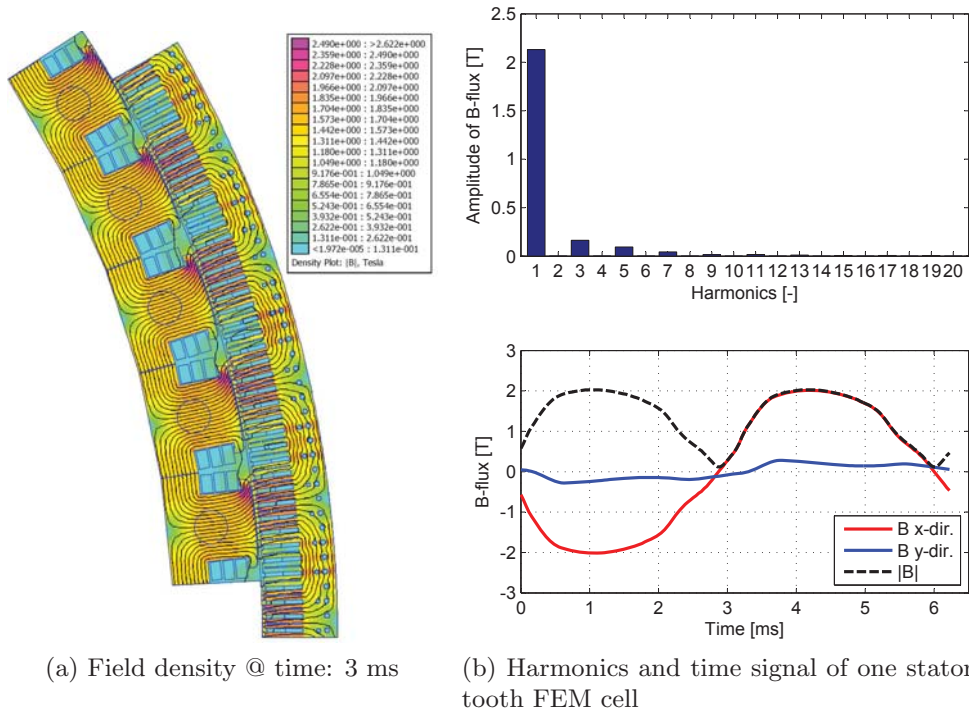 2.490e+000 : >2.622e+000
2.359e+000 : 2.490e+000
2.228e+000 : 2.359e+000
2.097e+000 : 2.228e+000
1.966e+000 : 2.097e+000
1.835e+000 : 1.966e+000
1.704e+000 : 1.835e+000
1.573e+000 : 1.704e+000
1.442e+000 : 1.573e+000
1.311e+000 : 1.442e+000
1.180e+000 : 1.311e+000
1.049e+000 : 1.180e+000
9.176e-001 : 1.049e+000
7.865e-001 : 9.176e-001
6.554e-001 : 7.865e-001
5.243e-001 : 6.554e-001
3.932e-001 : 5.243e-001
2.622e-001 : 3.932e-001
1.311e-001 : 2.622e-001
<1.972e-005 : 1.311e-001
Density Plot: |B|, Tesla
(a) Field density @ time: 3 ms
2.5
2
1.5
1
0.5
0
Amplitude of B-flux [T]
1 2 3 4 5 6 7 8 9 10 11 12 13 14 15 16 17 18 19 20
Harmonics [-]
3
2
1
0
-1
-2
-3
B-flux [T]
B x-dir.
B y-dir.
|B|
0 1 2 3 4 5 6
Time [ms]
(b) Harmonics and time signal of one stator
tooth FEM cell